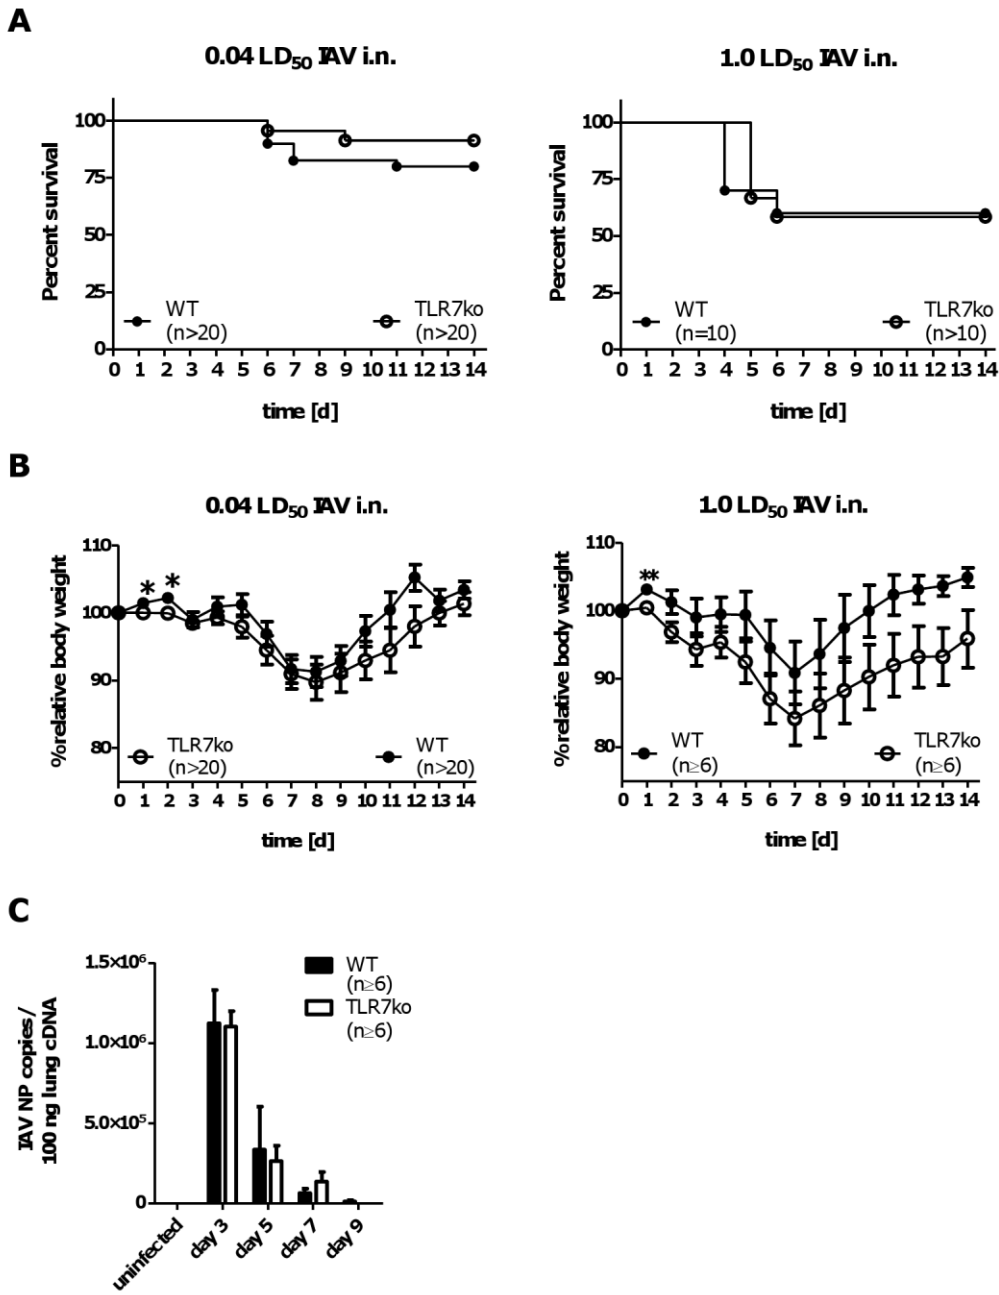 A
0.04 LD50 IAV i.n.
Percent survival
100
75
50
25
0
WT
(n>20)
TLR7ko
(n>20)
0 1 2 3 4 5 6 7 8 9 10 11 12 13 14
time [d]
1.0 LD50 IAV i.n.
Percent survival
100
75
50
25
0
WT
(n=10)
TLR7ko
(n>10)
0 1 2 3 4 5 6 7 8 9 10 11 12 13 14
time [d]
B
0.04 LD50 IAV i.n.
%relative body weight
110
100
90
80
* *
TLR7ko
(n>20)
WT
(n>20)
0 1 2 3 4 5 6 7 8 9 10 11 12 13 14
time [d]
1.0 LD50 IAV i.n.
%relative body weight
110
100
90
80
**
WT
(n≥6)
TLR7ko
(n≥6)
0 1 2 3 4 5 6 7 8 9 10 11 12 13 14
time [d]
C
IAV NP copies/
100 ng lung cDNA
1.5×10⁶
1.0×10⁶
5.0×10⁵
0
WT
(n≥6)
TLR7ko
(n≥6)
uninfected
day 3
day 5
day 7
day 9